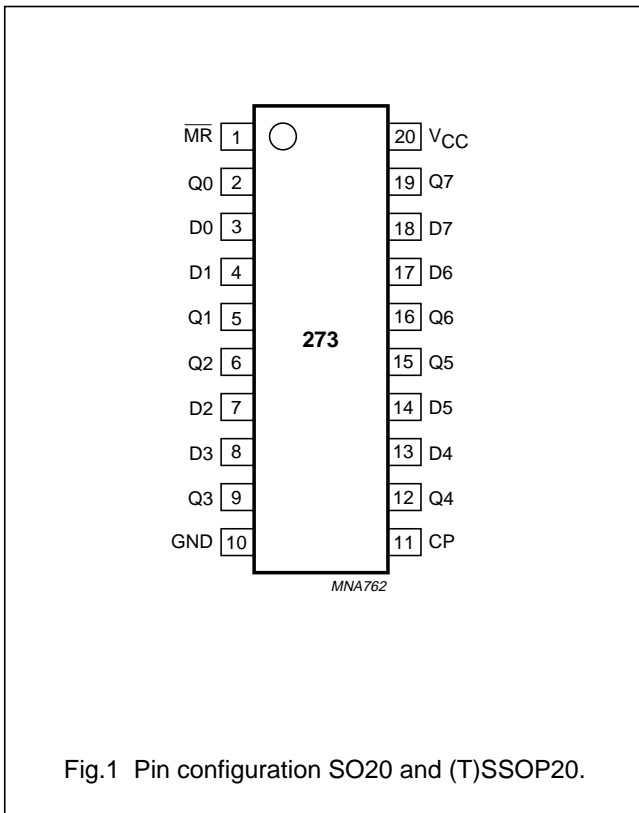 M̅R̅ 1 20 VCC
Q0 2 19 Q7
D0 3 18 D7
D1 4 17 D6
Q1 5 16 Q6
273
Q2 6 15 Q5
D2 7 14 D5
D3 8 13 D4
Q3 9 12 Q4
GND 10 11 CP
MNA762
Fig.1 Pin configuration SO20 and (T)SSOP20.